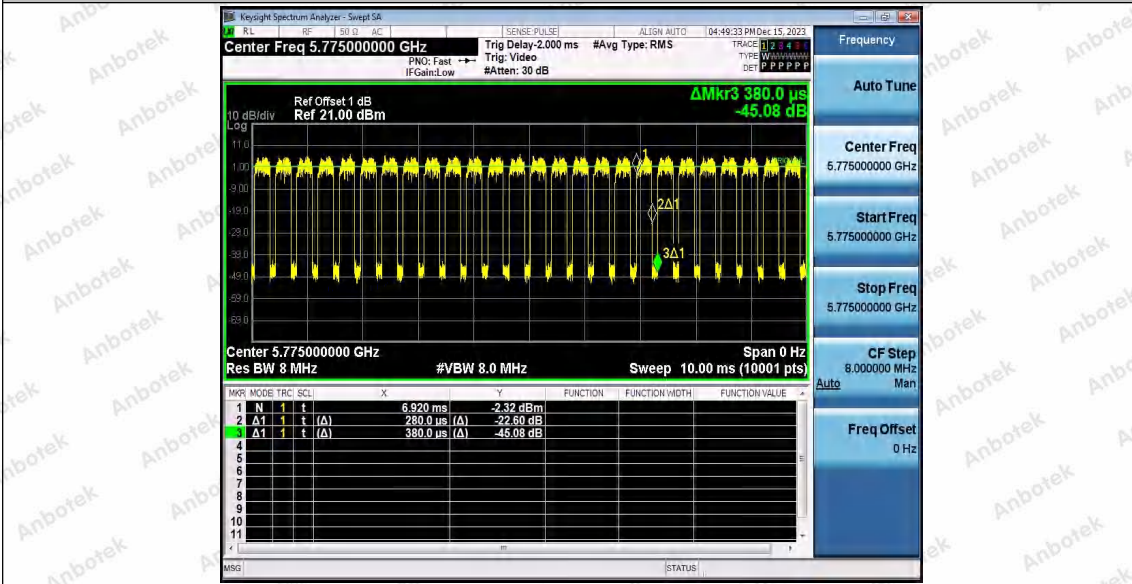 Keysight Spectrum Analyzer - Swept SA
RL RF 50 Ω AC SENSE:PULSE ALIGN AUTO 04:49:33 PM Dec 15, 2023
Center Freq 5.775000000 GHz
PNO: Fast
IFGain:Low
Trig Delay-2.000 ms
Trig: Video
#Atten: 30 dB
#Avg Type: RMS
TRACE 1 2 3 4 5 6
TYPE WWWWWW
DET P P P P P P
ΔMkr3 380.0 µs
-45.08 dB
Ref Offset 1 dB
10 dB/div Ref 21.00 dBm
Log
11.0
1.00
-9.00
-19.0
-29.0
-39.0
-49.0
-59.0
-69.0
1
2Δ1
3Δ1
Center 5.775000000 GHz Span 0 Hz
Res BW 8 MHz #VBW 8.0 MHz Sweep 10.00 ms (10001 pts)
MKR MODE TRC SCL X Y FUNCTION FUNCTION WIDTH FUNCTION VALUE
1 N 1 t 6.920 ms -2.32 dBm
2 Δ1 1 t (Δ) 280.0 µs (Δ) -22.60 dB
3 Δ1 1 t (Δ) 380.0 µs (Δ) -45.08 dB
4
5
6
7
8
9
10
11
MSG STATUS
Frequency
Auto Tune
Center Freq
5.775000000 GHz
Start Freq
5.775000000 GHz
Stop Freq
5.775000000 GHz
CF Step
8.000000 MHz
Auto Man
Freq Offset
0 Hz
Anbotek